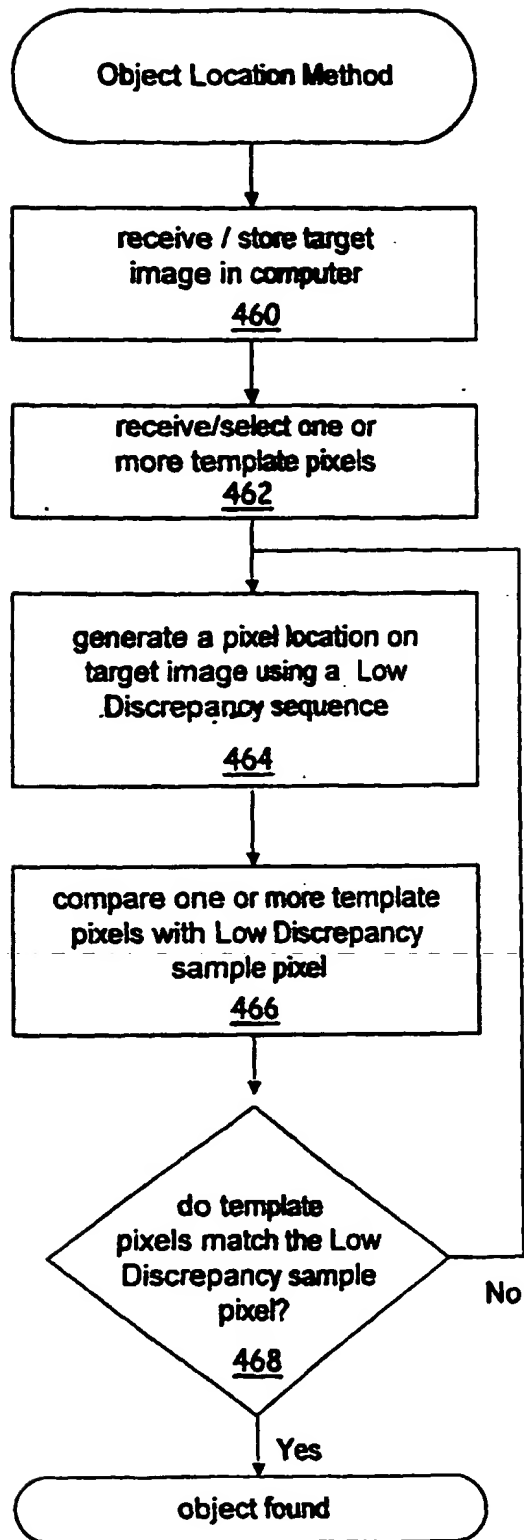 Object Location Method
receive / store target
image in computer
460
receive/select one or
more template pixels
462
generate a pixel location on
target image using a Low
Discrepancy sequence
464
compare one or more template
pixels with Low Discrepancy
sample pixel
466
do template
pixels match the Low
Discrepancy sample
pixel?
468
No
Yes
object found